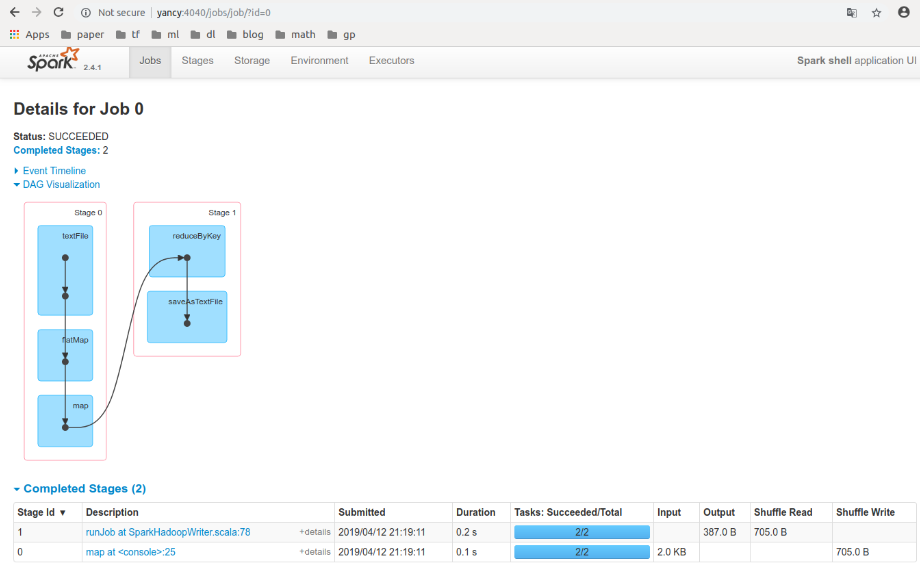 Not secure | yancy:4040/jobs/job/?id=0
Apps paper tf ml dl blog math gp
APACHE Spark 2.4.1 Jobs Stages Storage Environment Executors Spark shell application UI
Details for Job 0
Status: SUCCEEDED
Completed Stages: 2
Event Timeline
DAG Visualization
Stage 0
textFile
flatMap
map
Stage 1
reduceByKey
saveAsTextFile
Completed Stages (2)
Stage Id ▼ Description Submitted Duration Tasks: Succeeded/Total Input Output Shuffle Read Shuffle Write
1 runJob at SparkHadoopWriter.scala:78 +details 2019/04/12 21:19:11 0.2 s 2/2 387.0 B 705.0 B
0 map at <console>:25 +details 2019/04/12 21:19:11 0.1 s 2/2 2.0 KB 705.0 B